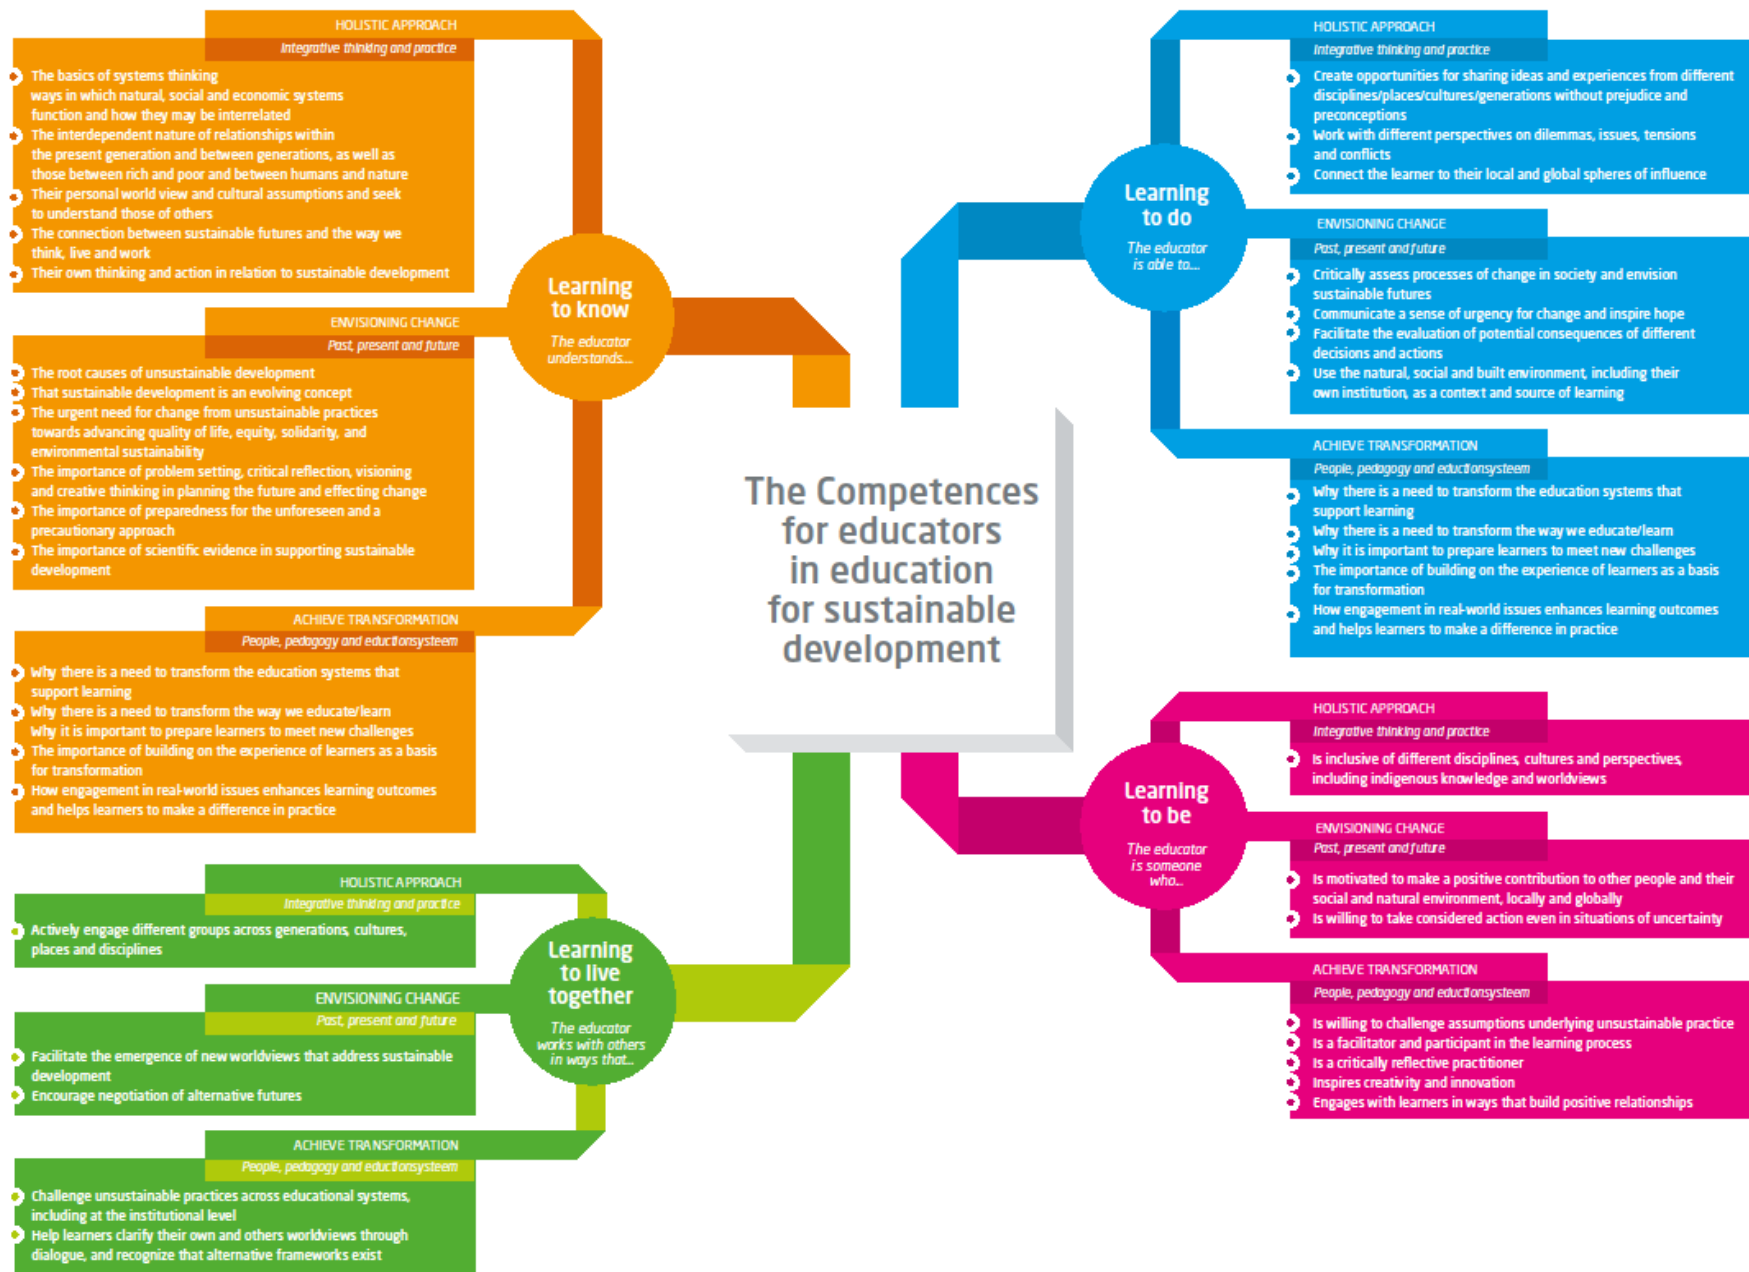 HOLISTIC APPROACH
Integrative thinking and practice
The basics of systems thinking
ways in which natural, social and economic systems
function and how they may be interrelated
The interdependent nature of relationships within
the present generation and between generations, as well as
those between rich and poor and between humans and nature
Their personal world view and cultural assumptions and seek
to understand those of others
The connection between sustainable futures and the way we
think, live and work
Their own thinking and action in relation to sustainable development
ENVISIONING CHANGE
Past, present and future
The root causes of unsustainable development
That sustainable development is an evolving concept
The urgent need for change from unsustainable practices
towards advancing quality of life, equity, solidarity, and
environmental sustainability
The importance of problem setting, critical reflection, visioning
and creative thinking in planning the future and effecting change
The importance of preparedness for the unforeseen and a
precautionary approach
The importance of scientific evidence in supporting sustainable
development
ACHIEVE TRANSFORMATION
People, pedagogy and eductionsysteem
Why there is a need to transform the education systems that
support learning
Why there is a need to transform the way we educate/learn
Why it is important to prepare learners to meet new challenges
The importance of building on the experience of learners as a basis
for transformation
How engagement in real-world issues enhances learning outcomes
and helps learners to make a difference in practice
Learning
to know
The educator
understands....
HOLISTIC APPROACH
Integrative thinking and practice
Actively engage different groups across generations, cultures,
places and disciplines
ENVISIONING CHANGE
Past, present and future
Facilitate the emergence of new worldviews that address sustainable
development
Encourage negotiation of alternative futures
ACHIEVE TRANSFORMATION
People, pedagogy and eductionsysteem
Challenge unsustainable practices across educational systems,
including at the institutional level
Help learners clarify their own and others worldviews through
dialogue, and recognize that alternative frameworks exist
Learning
to live
together
The educator
works with others
in ways that...
The Competences
for educators
in education
for sustainable
development
Learning
to do
The educator
is able to....
HOLISTIC APPROACH
Integrative thinking and practice
Create opportunities for sharing ideas and experiences from different
disciplines/places/cultures/generations without prejudice and
preconceptions
Work with different perspectives on dilemmas, issues, tensions
and conflicts
Connect the learner to their local and global spheres of influence
ENVISIONING CHANGE
Past, present and future
Critically assess processes of change in society and envision
sustainable futures
Communicate a sense of urgency for change and inspire hope
Facilitate the evaluation of potential consequences of different
decisions and actions
Use the natural, social and built environment, including their
own institution, as a context and source of learning
ACHIEVE TRANSFORMATION
People, pedagogy and eductionsysteem
Why there is a need to transform the education systems that
support learning
Why there is a need to transform the way we educate/learn
Why it is important to prepare learners to meet new challenges
The importance of building on the experience of learners as a basis
for transformation
How engagement in real-world issues enhances learning outcomes
and helps learners to make a difference in practice
Learning
to be
The educator
is someone
who...
HOLISTIC APPROACH
Integrative thinking and practice
Is inclusive of different disciplines, cultures and perspectives,
including indigenous knowledge and worldviews
ENVISIONING CHANGE
Past, present and future
Is motivated to make a positive contribution to other people and their
social and natural environment, locally and globally
Is willing to take considered action even in situations of uncertainty
ACHIEVE TRANSFORMATION
People, pedagogy and eductionsysteem
Is willing to challenge assumptions underlying unsustainable practice
Is a facilitator and participant in the learning process
Is a critically reflective practitioner
Inspires creativity and innovation
Engages with learners in ways that build positive relationships